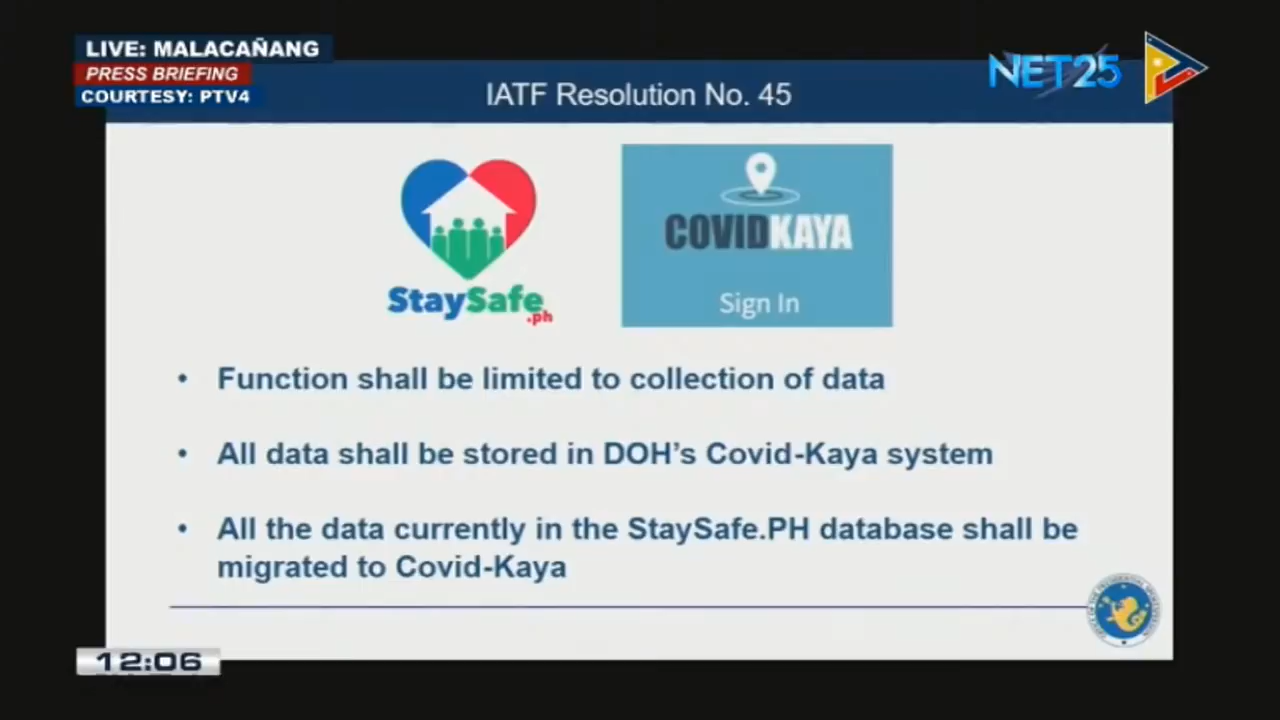 LIVE: MALACAÑANG
PRESS BRIEFING
COURTESY: PTV4
NET25
IATF Resolution No. 45
StaySafe
.ph
COVIDKAYA
Sign In
• Function shall be limited to collection of data
• All data shall be stored in DOH’s Covid-Kaya system
• All the data currently in the StaySafe.PH database shall be
migrated to Covid-Kaya
12:06